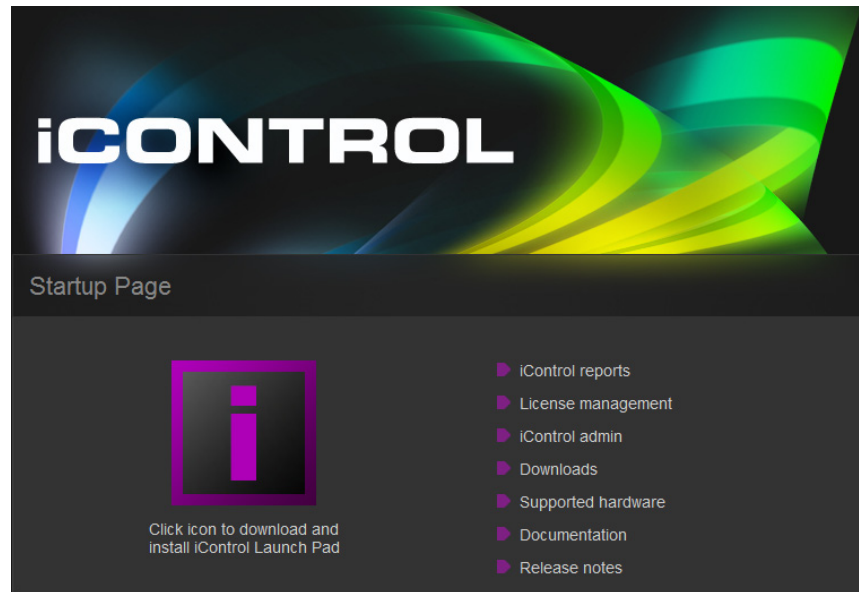 iCONTROL
Startup Page
Click icon to download and
install iControl Launch Pad
iControl reports
License management
iControl admin
Downloads
Supported hardware
Documentation
Release notes